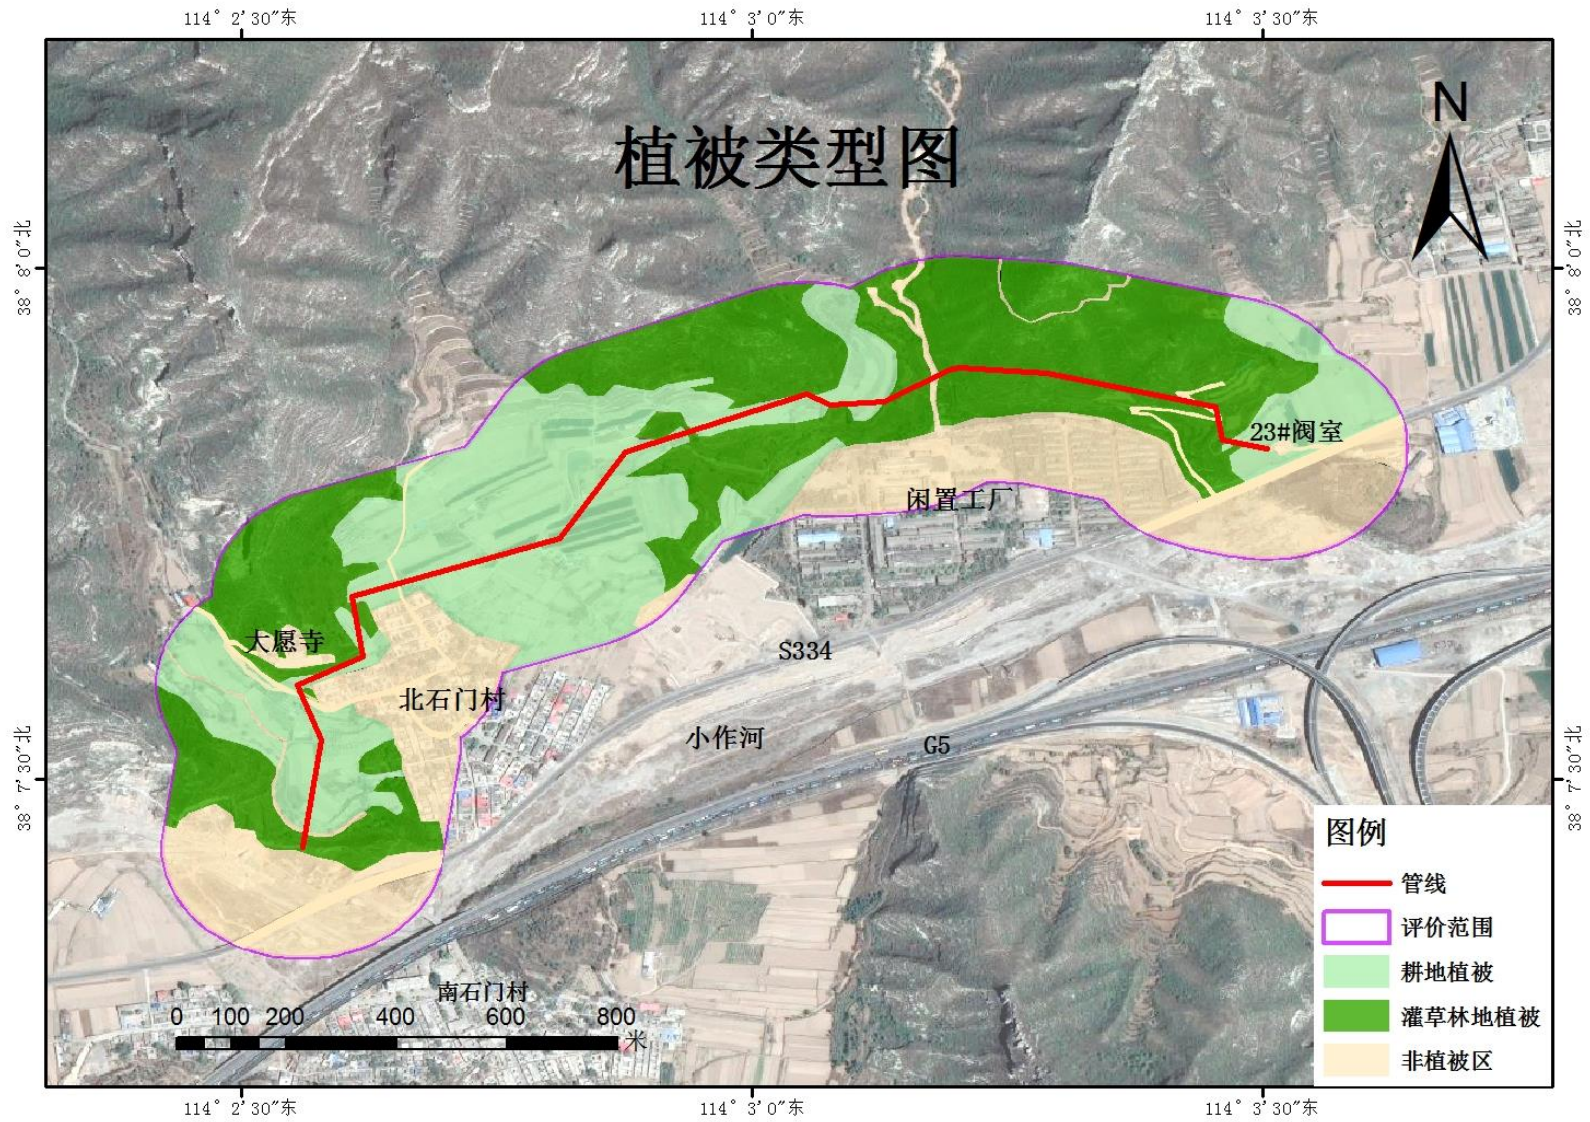 114° 2'30"东
114° 3'0"东
114° 3'30"东
植被类型图
N
38° 8'0"北
38° 8'0"北
23#阀室
闲置工厂
大愿寺
S334
北石门村
小作河
G5
38° 7'30"北
38° 7'30"北
图例
管线
评价范围
耕地植被
灌草林地植被
非植被区
南石门村
0 100 200 400 600 800
米
114° 2'30"东
114° 3'0"东
114° 3'30"东